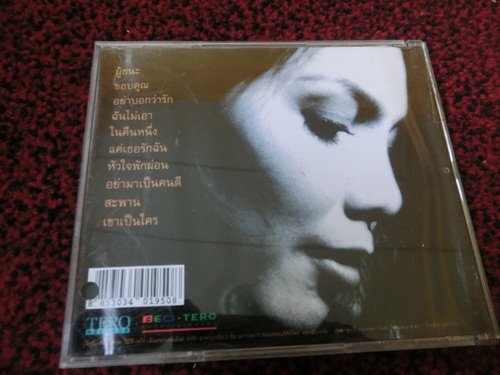 ผู้ชนะ
ขอบคุณ
อย่าบอกว่ารัก
ฉันไม่เอา
ในคืนหนึ่ง
แค่เธอรักฉัน
หัวใจพักผ่อน
อย่ามาเป็นคนดี
สะพาน
เขาเป็นใคร
8 853034 019508
TERO
BEC-TERO